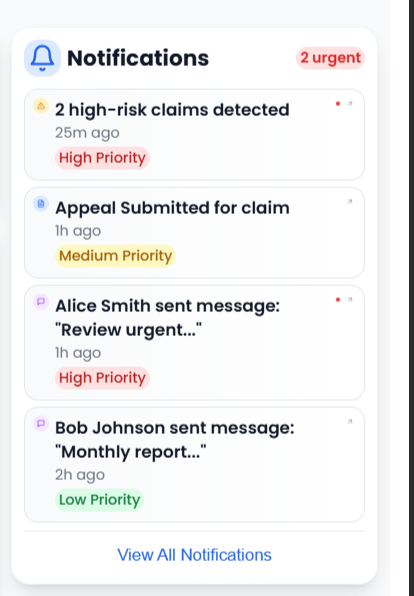 Notifications
2 urgent
2 high-risk claims detected
25m ago
High Priority
Appeal Submitted for claim
1h ago
Medium Priority
Alice Smith sent message:
"Review urgent..."
1h ago
High Priority
Bob Johnson sent message:
"Monthly report..."
2h ago
Low Priority
View All Notifications